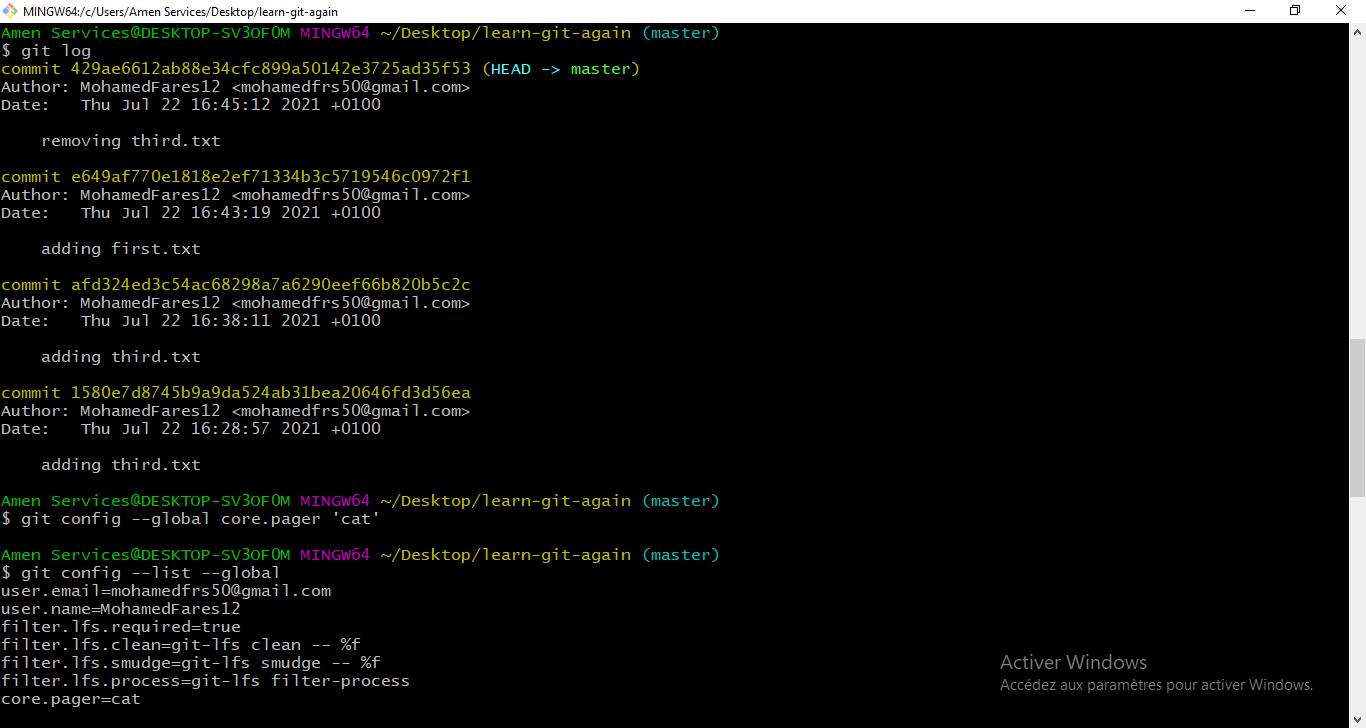 MINGW64:/c/Users/Amen Services/Desktop/learn-git-again
Amen Services@DESKTOP-SV3OF0M MINGW64 ~/Desktop/learn-git-again (master)
$ git log
commit 429ae6612ab88e34cfc899a50142e3725ad35f53 (HEAD -> master)
Author: MohamedFares12 <mohamedfrs50@gmail.com>
Date:   Thu Jul 22 16:45:12 2021 +0100
    removing third.txt
commit e649af770e1818e2ef71334b3c5719546c0972f1
Author: MohamedFares12 <mohamedfrs50@gmail.com>
Date:   Thu Jul 22 16:43:19 2021 +0100
    adding first.txt
commit afd324ed3c54ac68298a7a6290eef66b820b5c2c
Author: MohamedFares12 <mohamedfrs50@gmail.com>
Date:   Thu Jul 22 16:38:11 2021 +0100
    adding third.txt
commit 1580e7d8745b9a9da524ab31bea20646fd3d56ea
Author: MohamedFares12 <mohamedfrs50@gmail.com>
Date:   Thu Jul 22 16:28:57 2021 +0100
    adding third.txt
Amen Services@DESKTOP-SV3OF0M MINGW64 ~/Desktop/learn-git-again (master)
$ git config --global core.pager 'cat'
Amen Services@DESKTOP-SV3OF0M MINGW64 ~/Desktop/learn-git-again (master)
$ git config --list --global
user.email=mohamedfrs50@gmail.com
user.name=MohamedFares12
filter.lfs.required=true
filter.lfs.clean=git-lfs clean -- %f
filter.lfs.smudge=git-lfs smudge -- %f
filter.lfs.process=git-lfs filter-process
core.pager=cat
Activer Windows
Accédez aux paramètres pour activer Windows.